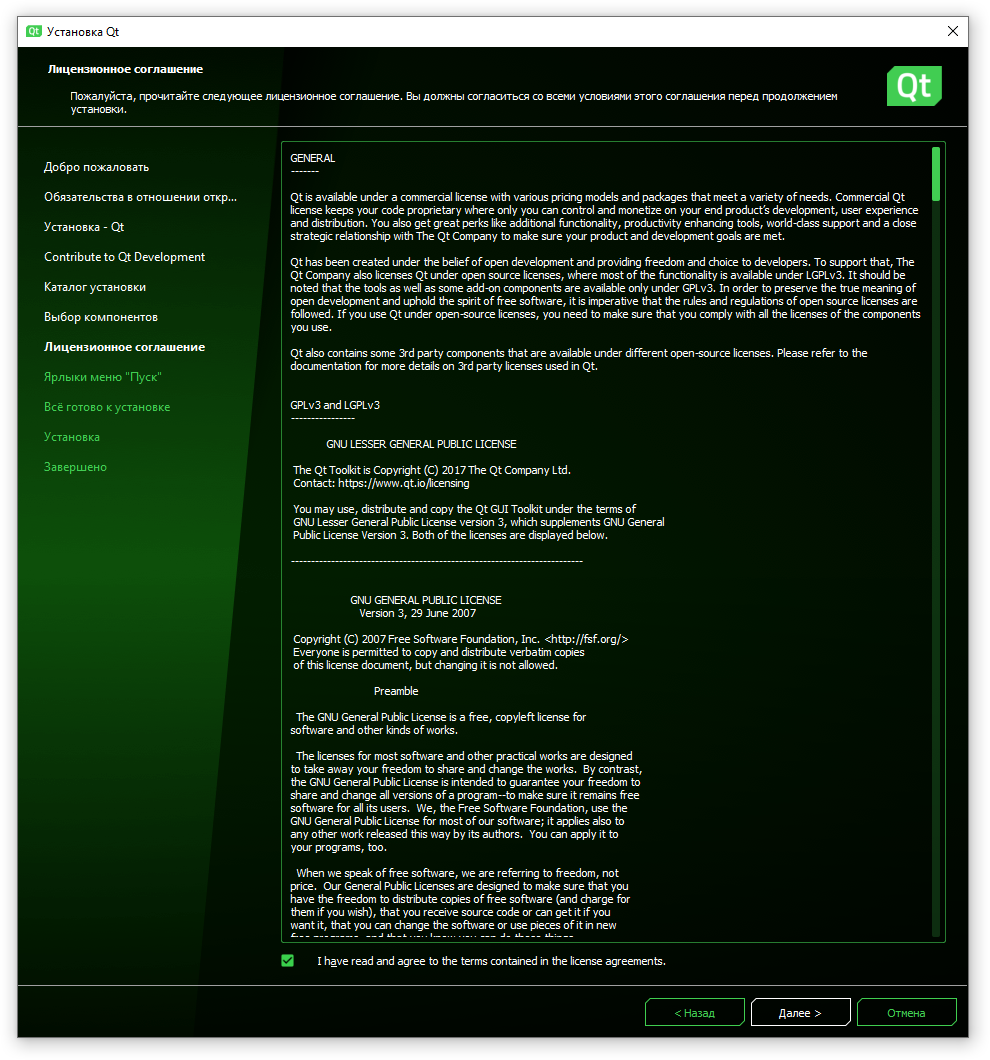 Qt Установка Qt
Лицензионное соглашение
Пожалуйста, прочитайте следующее лицензионное соглашение. Вы должны согласиться со всеми условиями этого соглашения перед продолжением
установки.
Qt
Добро пожаловать
Обязательства в отношении откр...
Установка - Qt
Contribute to Qt Development
Каталог установки
Выбор компонентов
Лицензионное соглашение
Ярлыки меню "Пуск"
Всё готово к установке
Установка
Завершено
GENERAL
-------
Qt is available under a commercial license with various pricing models and packages that meet a variety of needs. Commercial Qt
license keeps your code proprietary where only you can control and monetize on your end product's development, user experience
and distribution. You also get great perks like additional functionality, productivity enhancing tools, world-class support and a close
strategic relationship with The Qt Company to make sure your product and development goals are met.
Qt has been created under the belief of open development and providing freedom and choice to developers. To support that, The
Qt Company also licenses Qt under open source licenses, where most of the functionality is available under LGPLv3. It should be
noted that the tools as well as some add-on components are available only under GPLv3. In order to preserve the true meaning of
open development and uphold the spirit of free software, it is imperative that the rules and regulations of open source licenses are
followed. If you use Qt under open-source licenses, you need to make sure that you comply with all the licenses of the components
you use.
Qt also contains some 3rd party components that are available under different open-source licenses. Please refer to the
documentation for more details on 3rd party licenses used in Qt.
GPLv3 and LGPLv3
----------------
GNU LESSER GENERAL PUBLIC LICENSE
The Qt Toolkit is Copyright (C) 2017 The Qt Company Ltd.
Contact: https://www.qt.io/licensing
You may use, distribute and copy the Qt GUI Toolkit under the terms of
GNU Lesser General Public License version 3, which supplements GNU General
Public License Version 3. Both of the licenses are displayed below.
-------------------------------------------------------------------------
GNU GENERAL PUBLIC LICENSE
Version 3, 29 June 2007
Copyright (C) 2007 Free Software Foundation, Inc. <http://fsf.org/>
Everyone is permitted to copy and distribute verbatim copies
of this license document, but changing it is not allowed.
Preamble
The GNU General Public License is a free, copyleft license for
software and other kinds of works.
The licenses for most software and other practical works are designed
to take away your freedom to share and change the works. By contrast,
the GNU General Public License is intended to guarantee your freedom to
share and change all versions of a program--to make sure it remains free
software for all its users. We, the Free Software Foundation, use the
GNU General Public License for most of our software; it applies also to
any other work released this way by its authors. You can apply it to
your programs, too.
When we speak of free software, we are referring to freedom, not
price. Our General Public Licenses are designed to make sure that you
have the freedom to distribute copies of free software (and charge for
them if you wish), that you receive source code or can get it if you
want it, that you can change the software or use pieces of it in new
free programs, and that you know you can do these things.
I have read and agree to the terms contained in the license agreements.
< Назад
Далее >
Отмена